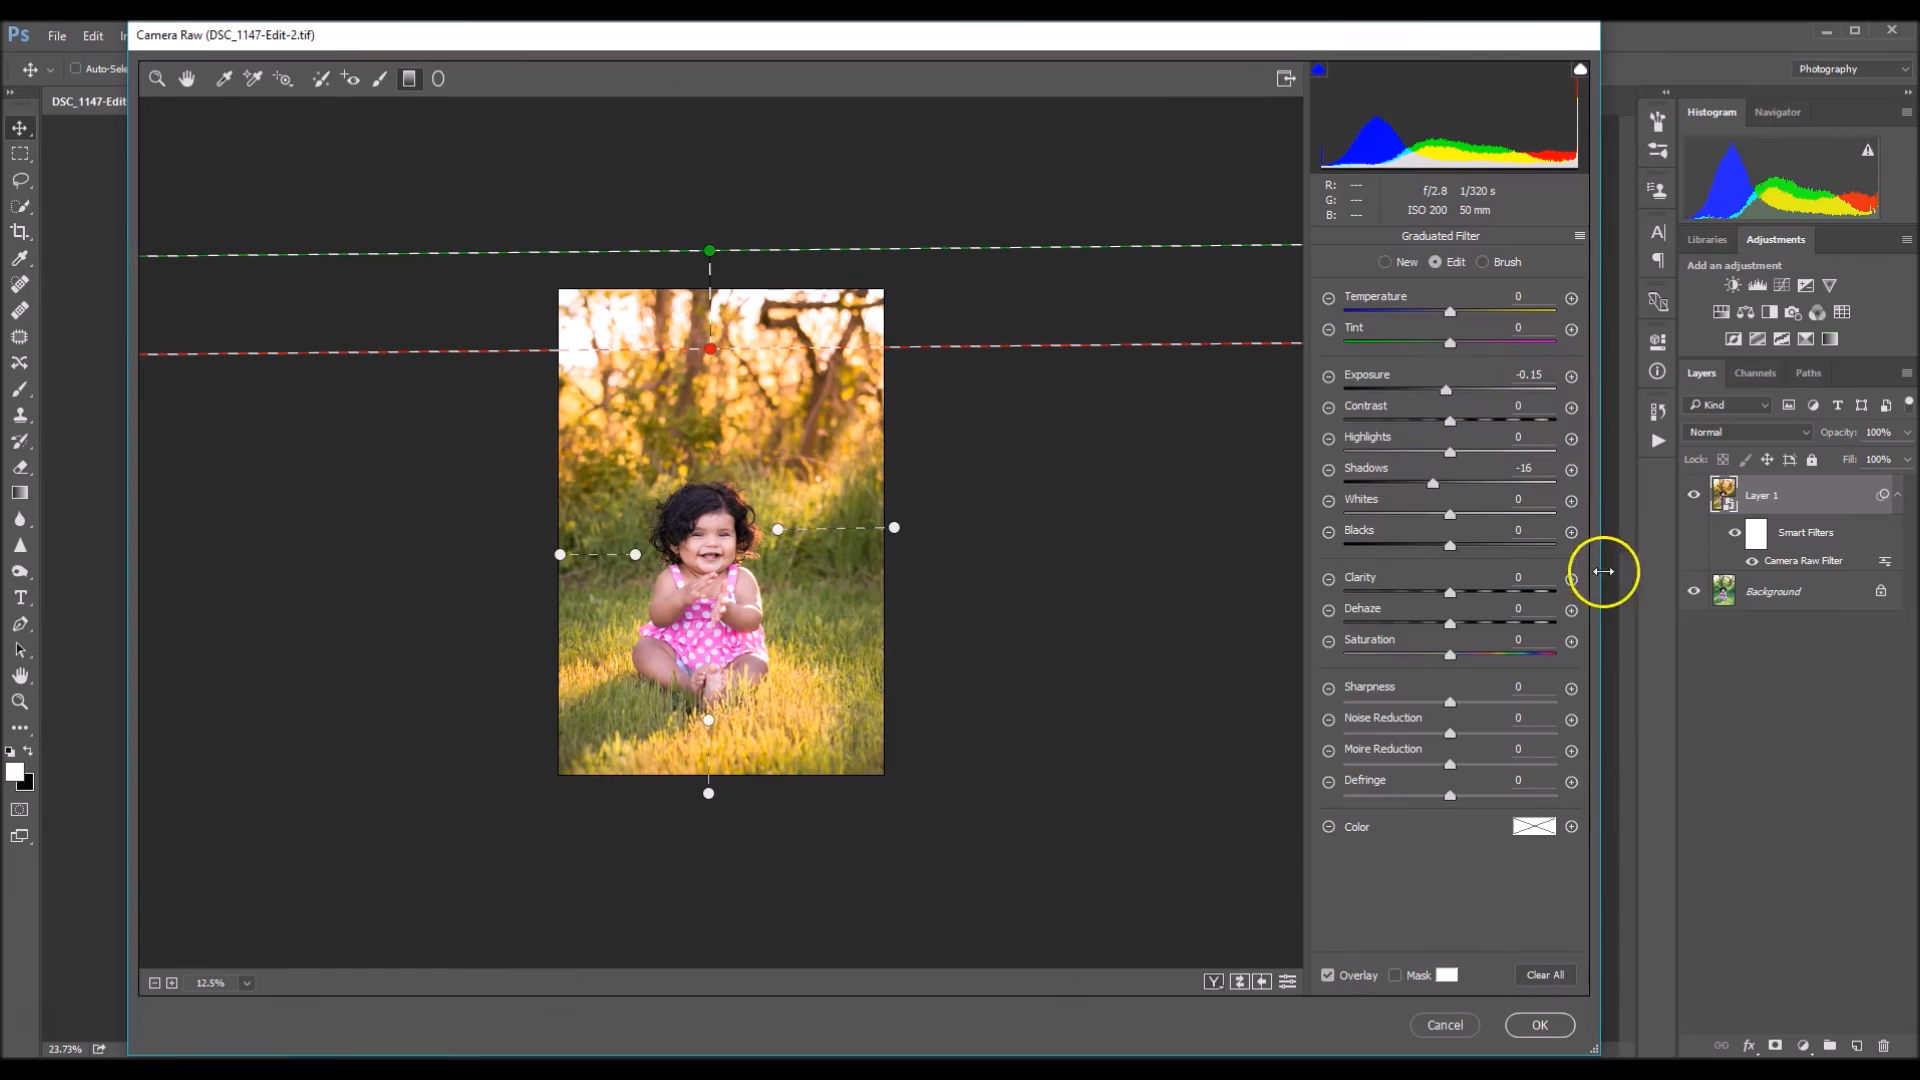 Camera Raw (DSC_1147-Edit-2.tif)
Ps File Edit
Auto-Sele
Photography
DSC_1147-Edit
Histogram Navigator
R: ---
G: ---
B: ---
f/2.8 1/320 s
ISO 200 50 mm
Graduated Filter
New Edit Brush
Temperature 0
Tint 0
Exposure -0.15
Contrast 0
Highlights 0
Shadows -16
Whites 0
Blacks 0
Clarity 0
Dehaze 0
Saturation 0
Sharpness 0
Noise Reduction 0
Moire Reduction 0
Defringe 0
Color
Overlay Mask Clear All
Cancel OK
12.5%
Y
23.73%
Libraries Adjustments
Add an adjustment
Layers Channels Paths
Kind
Normal Opacity: 100%
Lock: Fill: 100%
Layer 1
Smart Filters
Camera Raw Filter
Background
fx